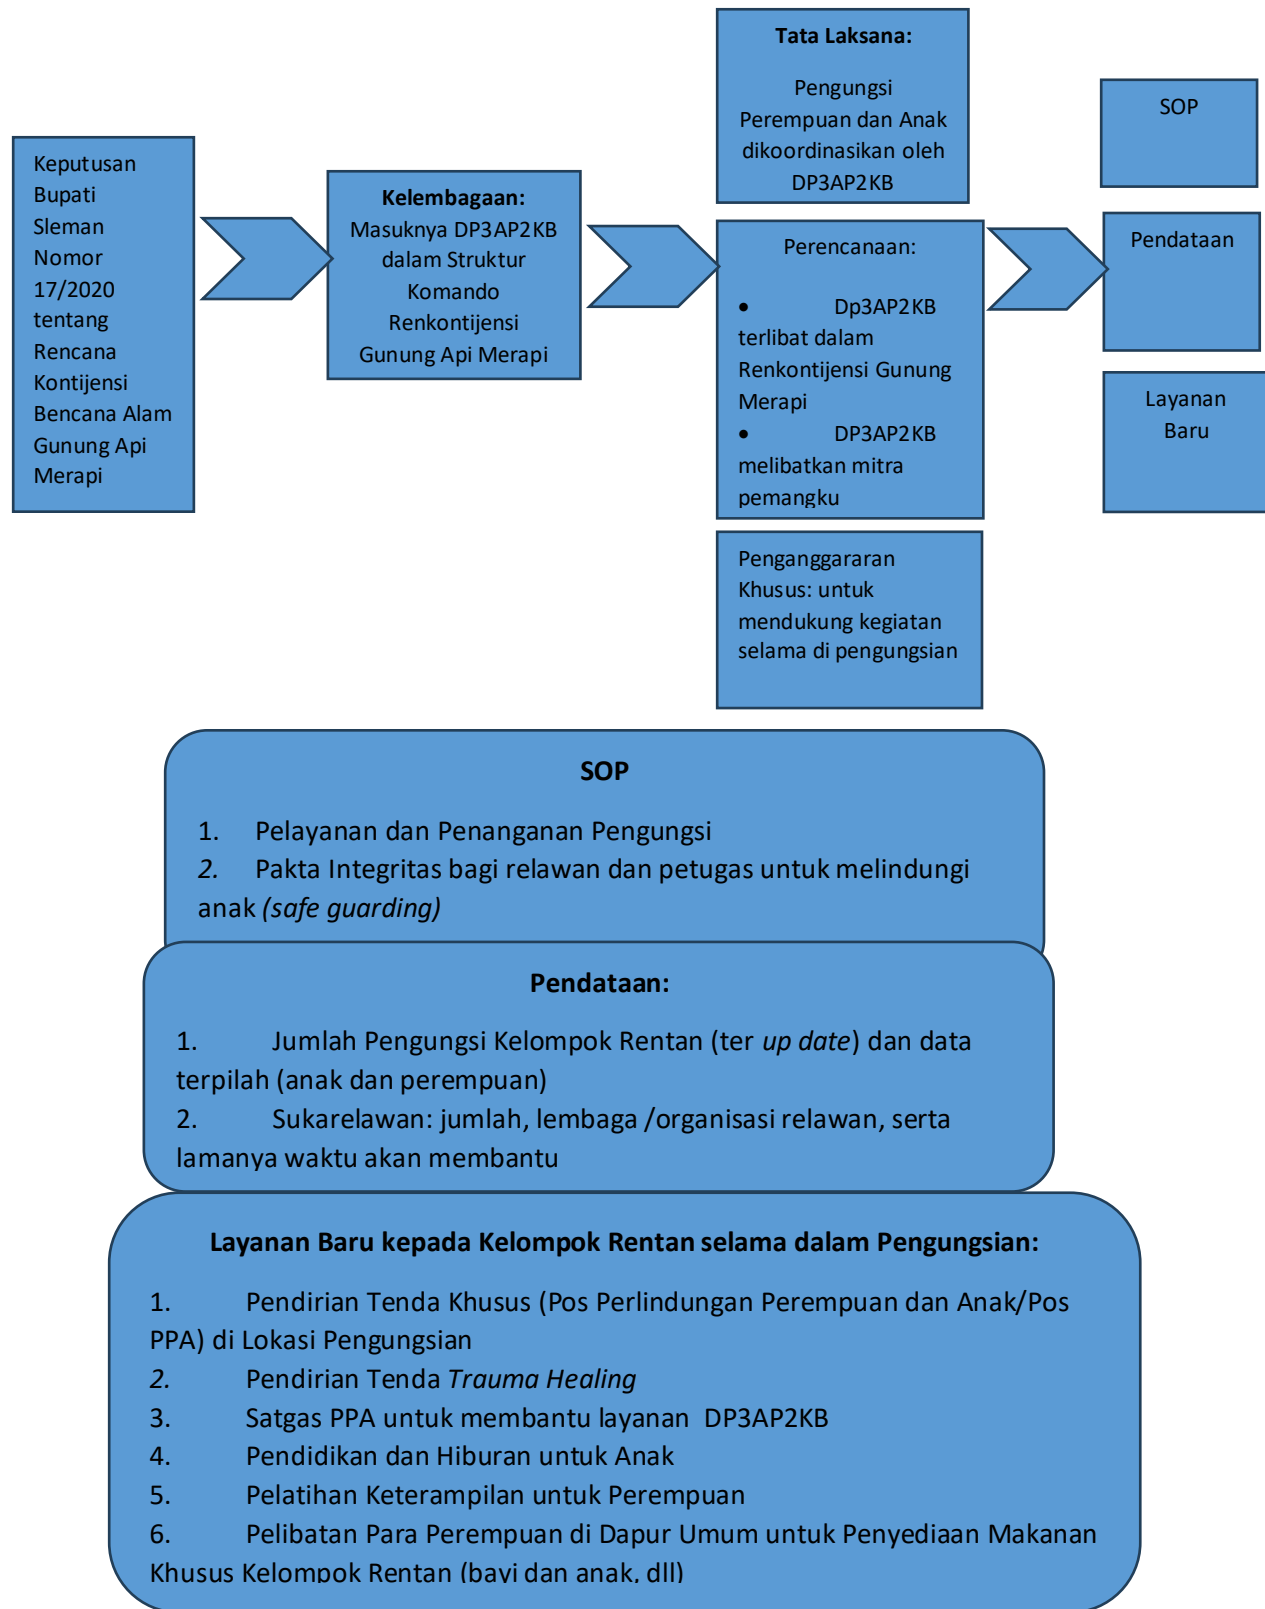 Keputusan
Bupati
Sleman
Nomor
17/2020
tentang
Rencana
Kontijensi
Bencana Alam
Gunung Api
Merapi
Kelembagaan:
Masuknya DP3AP2KB
dalam Struktur
Komando
Renkontijensi
Gunung Api Merapi
Tata Laksana:
Pengungsi
Perempuan dan Anak
dikoordinasikan oleh
DP3AP2KB
Perencanaan:
• Dp3AP2KB
terlibat dalam
Renkontijensi Gunung
Merapi
• DP3AP2KB
melibatkan mitra
pemangku
Penganggararan
Khusus: untuk
mendukung kegiatan
selama di pengungsian
SOP
Pendataan
Layanan
Baru
SOP
1. Pelayanan dan Penanganan Pengungsi
2. Pakta Integritas bagi relawan dan petugas untuk melindungi
anak (safe guarding)
Pendataan:
1. Jumlah Pengungsi Kelompok Rentan (ter up date) dan data
terpilah (anak dan perempuan)
2. Sukarelawan: jumlah, lembaga /organisasi relawan, serta
lamanya waktu akan membantu
Layanan Baru kepada Kelompok Rentan selama dalam Pengungsian:
1. Pendirian Tenda Khusus (Pos Perlindungan Perempuan dan Anak/Pos
PPA) di Lokasi Pengungsian
2. Pendirian Tenda Trauma Healing
3. Satgas PPA untuk membantu layanan DP3AP2KB
4. Pendidikan dan Hiburan untuk Anak
5. Pelatihan Keterampilan untuk Perempuan
6. Pelibatan Para Perempuan di Dapur Umum untuk Penyediaan Makanan
Khusus Kelompok Rentan (bayi dan anak, dll)